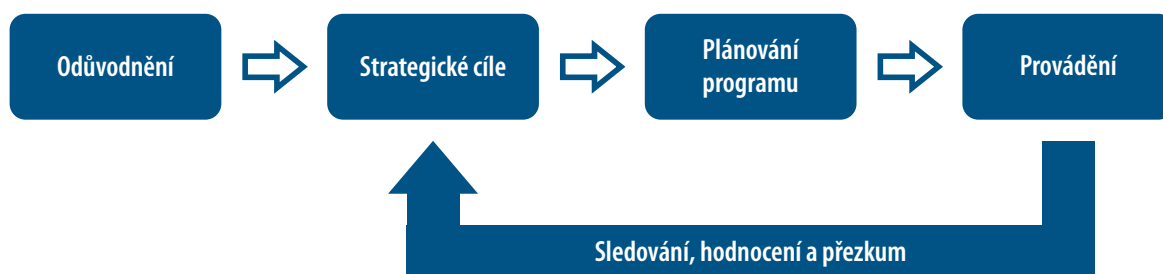 Odůvodnění
Strategické cíle
Plánování
programu
Provádění
Sledování, hodnocení a přezkum